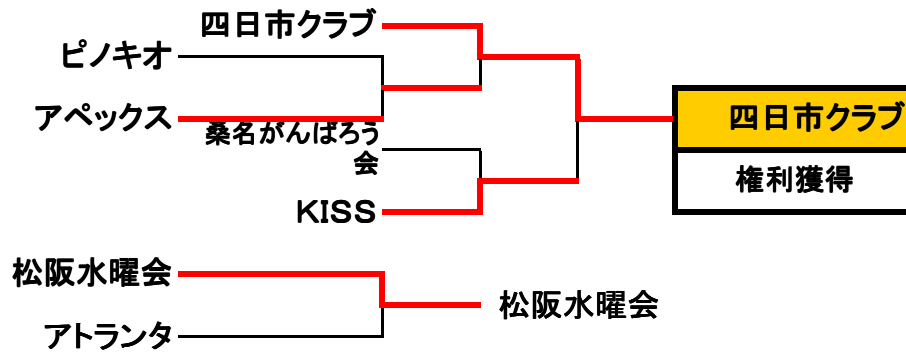 四日市クラブ
ピノキオ
アペックス
桑名がんばろう
会
KISS
四日市クラブ
権利獲得
松阪水曜会
松阪水曜会
アトランタ